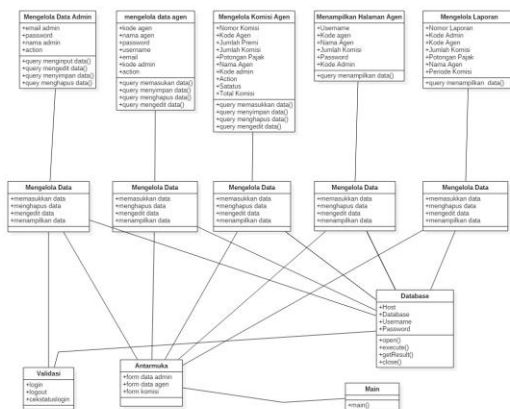 Mengelola Data Admin
+email admin
+password
+nama admin
+action
+query menginput data()
+query mengedit data()
+query menyimpan data()
+query menghapus data()
mengelola data agen
+kode agen
+nama agen
+password
+username
+email
+kode admin
+action
+query memasukan data()
+query menyimpan data()
+query menghapus data()
+query mengedit data()
Mengelola Komisi Agen
+Nomor Komisi
+Kode Agen
+Jumlah Premi
+Jumlah Komisi
+Potongan Pajak
+Nama Agen
+Kode admin
+Action
+Satatus
+Total Komisi
+query memasukkan data()
+query menyimpan data()
+query menghapus data()
+query mengedit data()
Menampilkan Halaman Agen
+Username
+Kode agen
+Nama Agen
+Jumlah Komisi
+Password
+Kode Admin
+query menampilkan data()
Mengelola Laporan
+Nomor Laporan
+Kode Admin
+Kode Agen
+Jumlah Komisi
+Potongan Pajak
+Nama Agen
+Periode Komisi
+query menampilkan data()
Mengelola Data
+memasukkan data
+menghapus data
+mengedit data
+menampilkan data
Mengelola Data
+memasukkan data
+menghapus data
+mengedit data
+menampilkan data
Mengelola Data
+memasukkan data
+menghapus data
+mengedit data
+menampilkan data
Mengelola Data
+memasukkan data
+menghapus data
+mengedit data
+menampilkan data
Mengelola Data
+memasukkan data
+menghapus data
+mengedit data
+menampilkan data
Database
+Host
+Database
+Username
+Password
+open()
+execute()
+getResult()
+close()
Validasi
+login
+logout
+cekstatuslogin
Antarmuka
+form data admin
+form data agen
+form komisi
Main
+main()